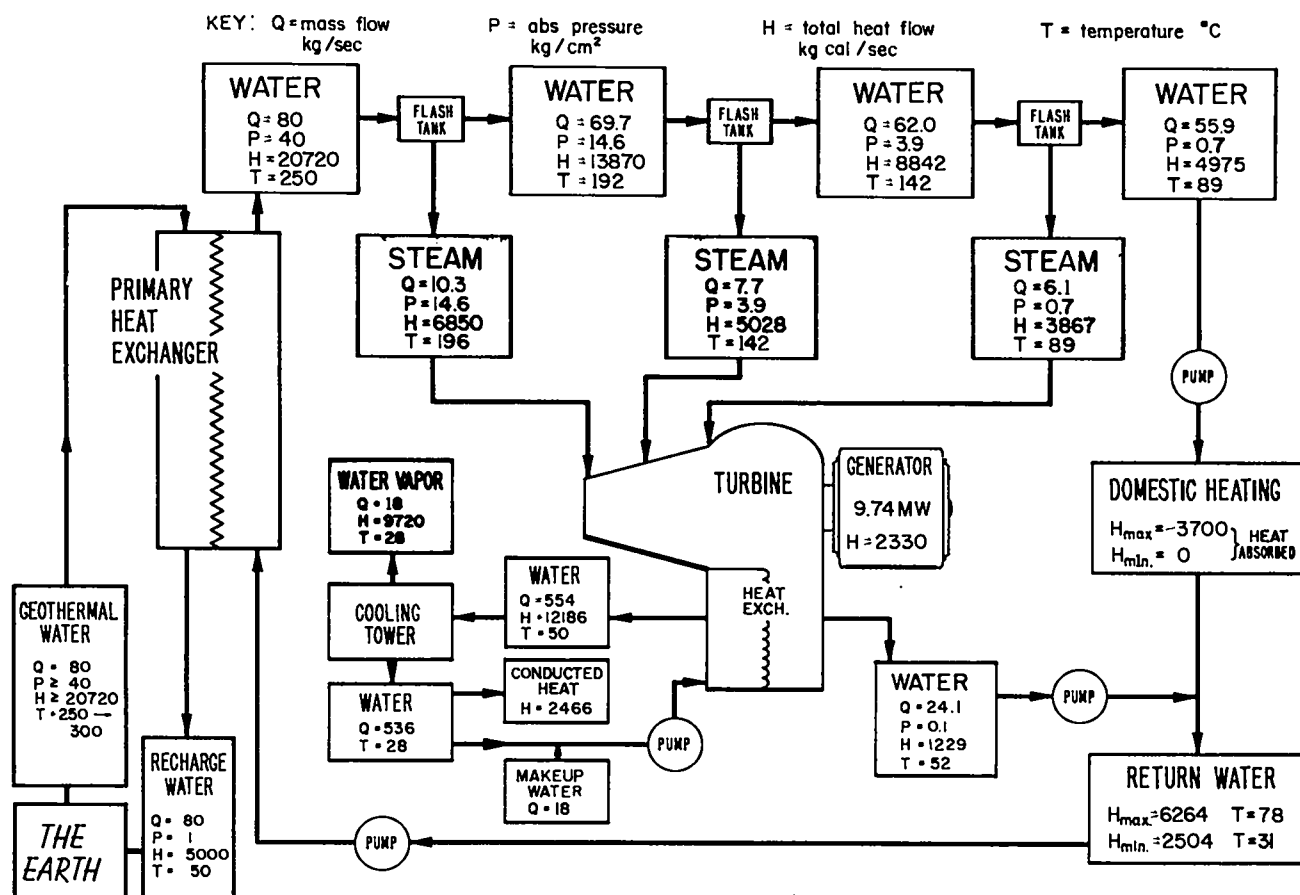 KEY: Q = mass flow
kg/sec
P = abs pressure
kg/cm²
H = total heat flow
kg cal/sec
T = temperature °C
WATER
Q = 80
P = 40
H = 20720
T = 250
FLASH
TANK
WATER
Q = 69.7
P = 14.6
H = 13870
T = 192
FLASH
TANK
WATER
Q = 62.0
P = 3.9
H = 8842
T = 142
FLASH
TANK
WATER
Q = 55.9
P = 0.7
H = 4975
T = 89
STEAM
Q = 10.3
P = 14.6
H = 6850
T = 196
STEAM
Q = 7.7
P = 3.9
H = 5028
T = 142
STEAM
Q = 6.1
P = 0.7
H = 3867
T = 89
PRIMARY
HEAT
EXCHANGER
PUMP
TURBINE
GENERATOR
9.74 MW
H = 2330
DOMESTIC HEATING
Hmax = -3700
Hmin. = 0
HEAT
ABSORBED
WATER VAPOR
Q = 18
H = 9720
T = 28
WATER
Q = 554
H = 12186
T = 50
HEAT
EXCH.
COOLING
TOWER
GEOTHERMAL
WATER
Q = 80
P ≥ 40
H ≥ 20720
T = 250 —
300
WATER
Q = 536
T = 28
CONDUCTED
HEAT
H = 2466
PUMP
MAKEUP
WATER
Q = 18
WATER
Q = 24.1
P = 0.1
H = 1229
T = 52
PUMP
RETURN WATER
Hmax. = 6264 T = 78
Hmin. = 2504 T = 31
RECHARGE
WATER
Q = 80
P = 1
H = 5000
T = 50
PUMP
THE
EARTH